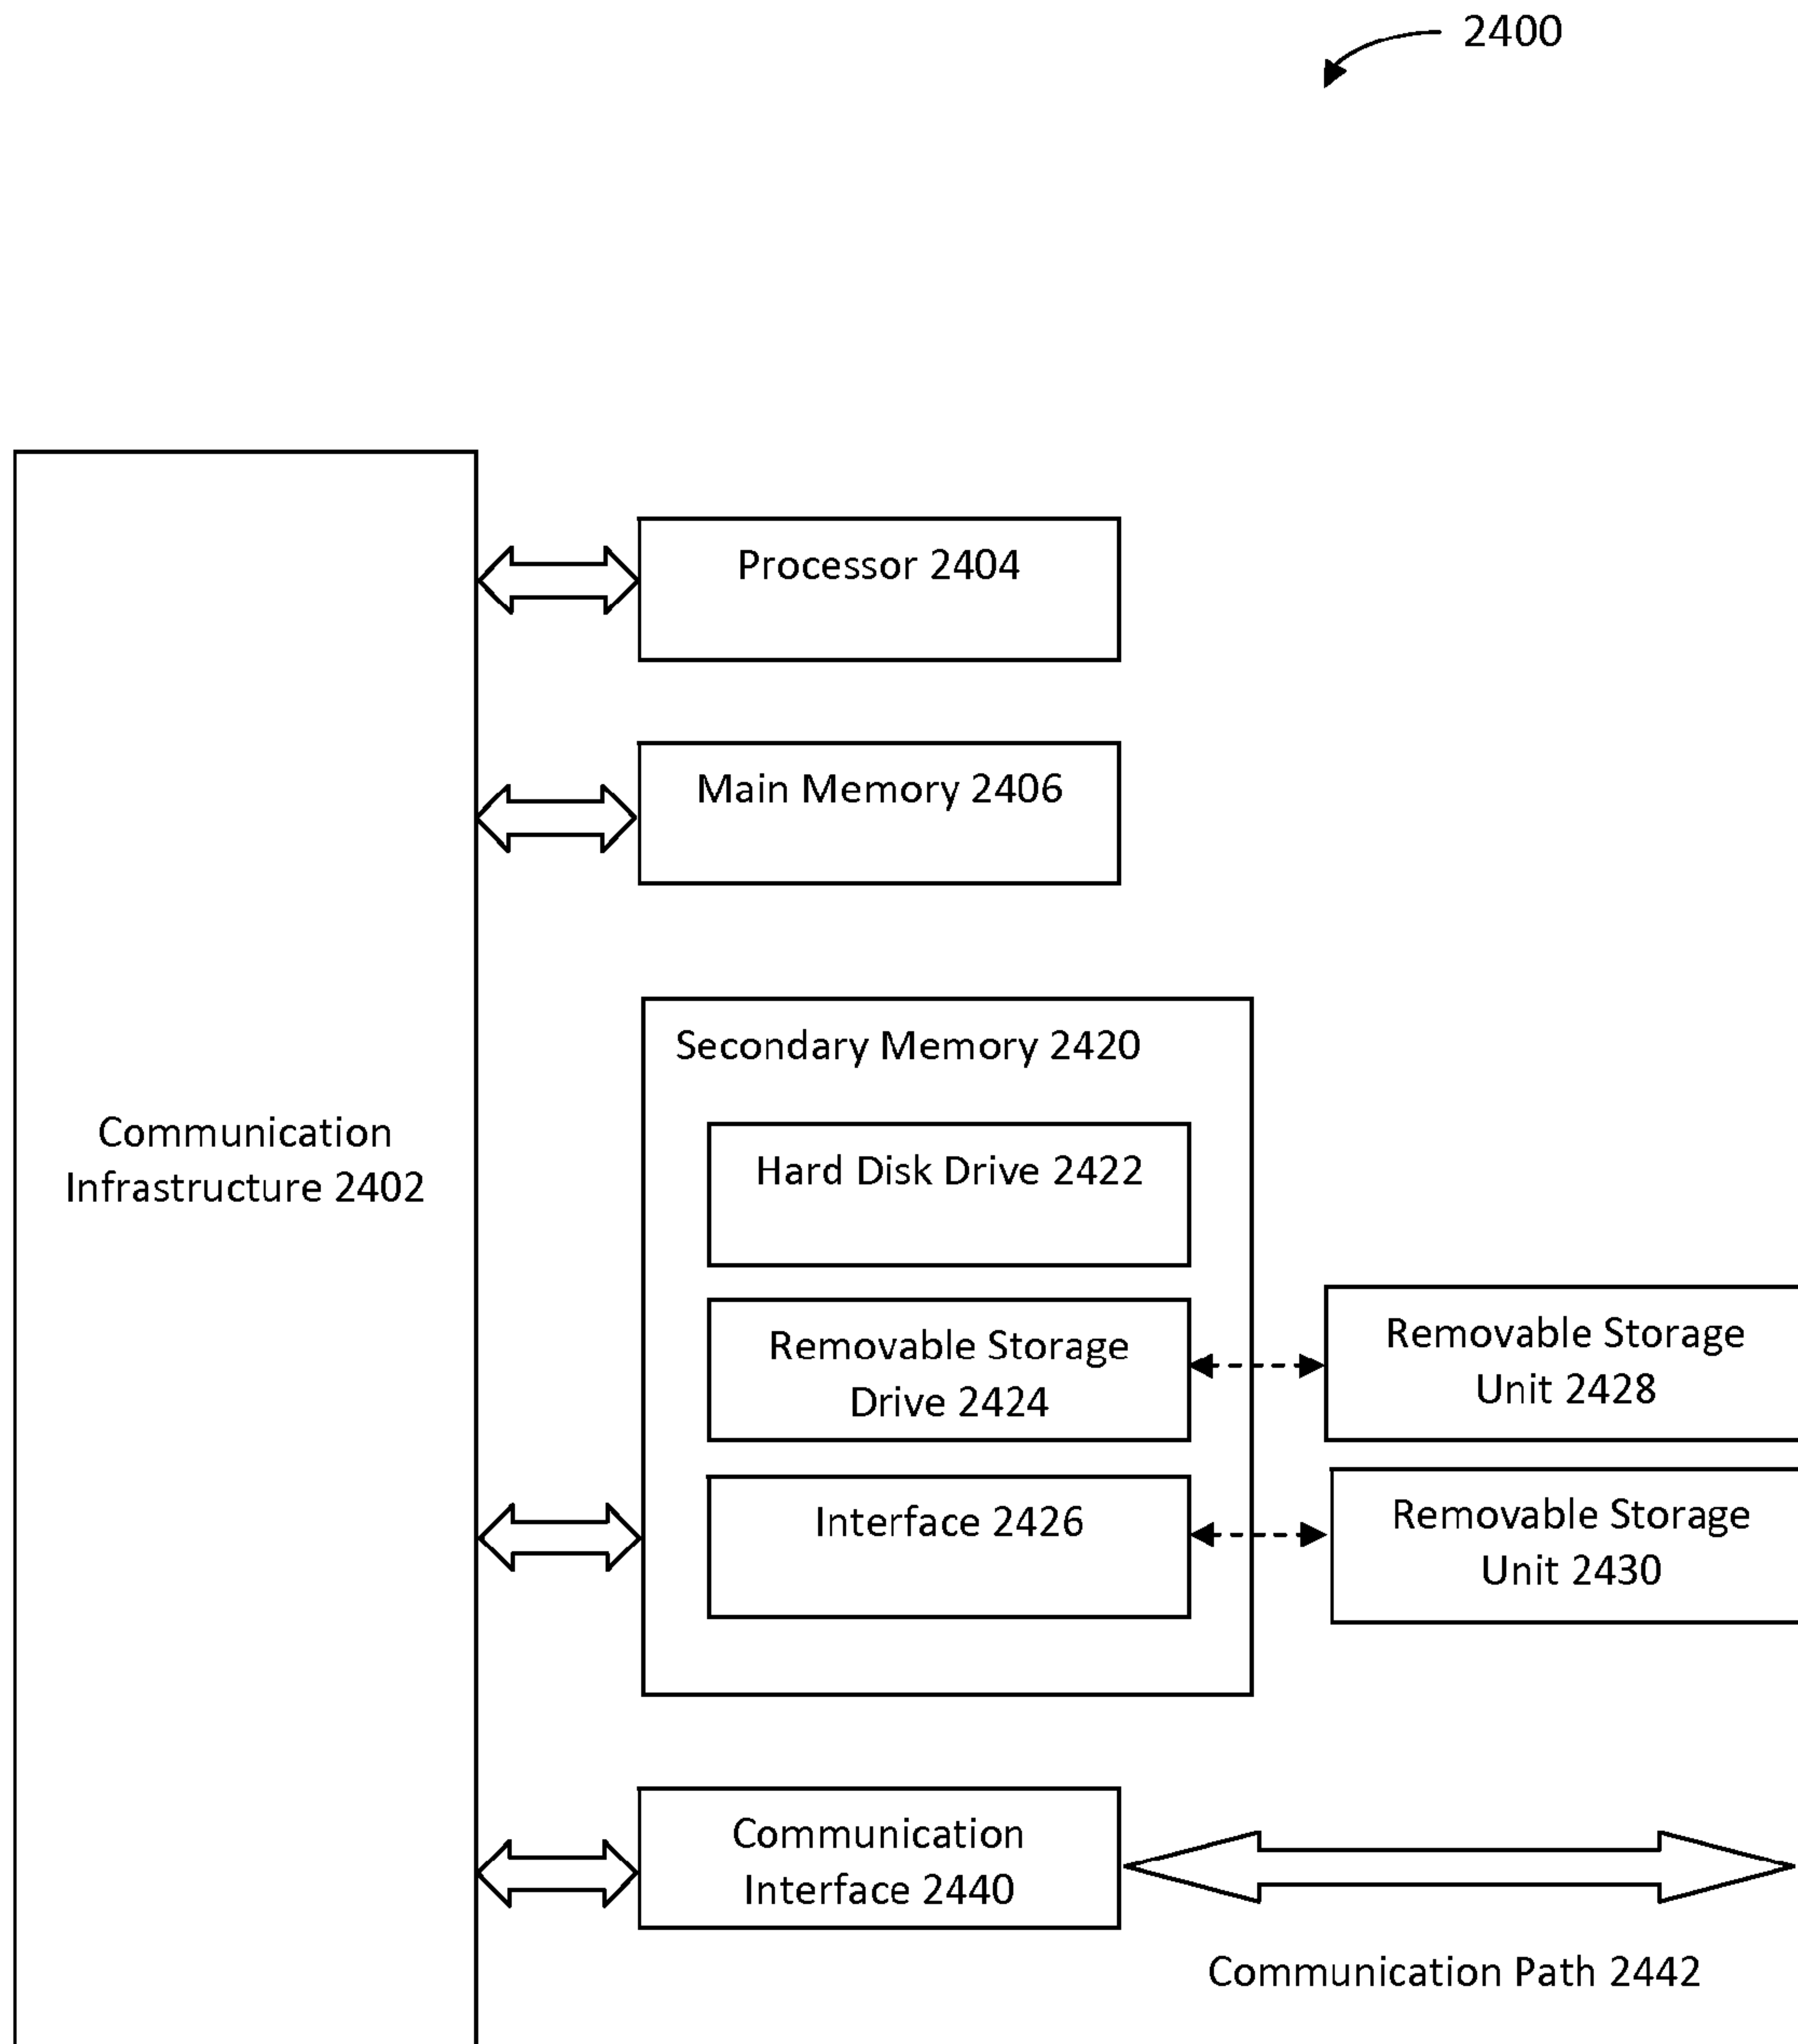 2400
Processor 2404
Main Memory 2406
Secondary Memory 2420
Communication
Infrastructure 2402
Hard Disk Drive 2422
Removable Storage
Drive 2424
Removable Storage
Unit 2428
Interface 2426
Removable Storage
Unit 2430
Communication
Interface 2440
Communication Path 2442